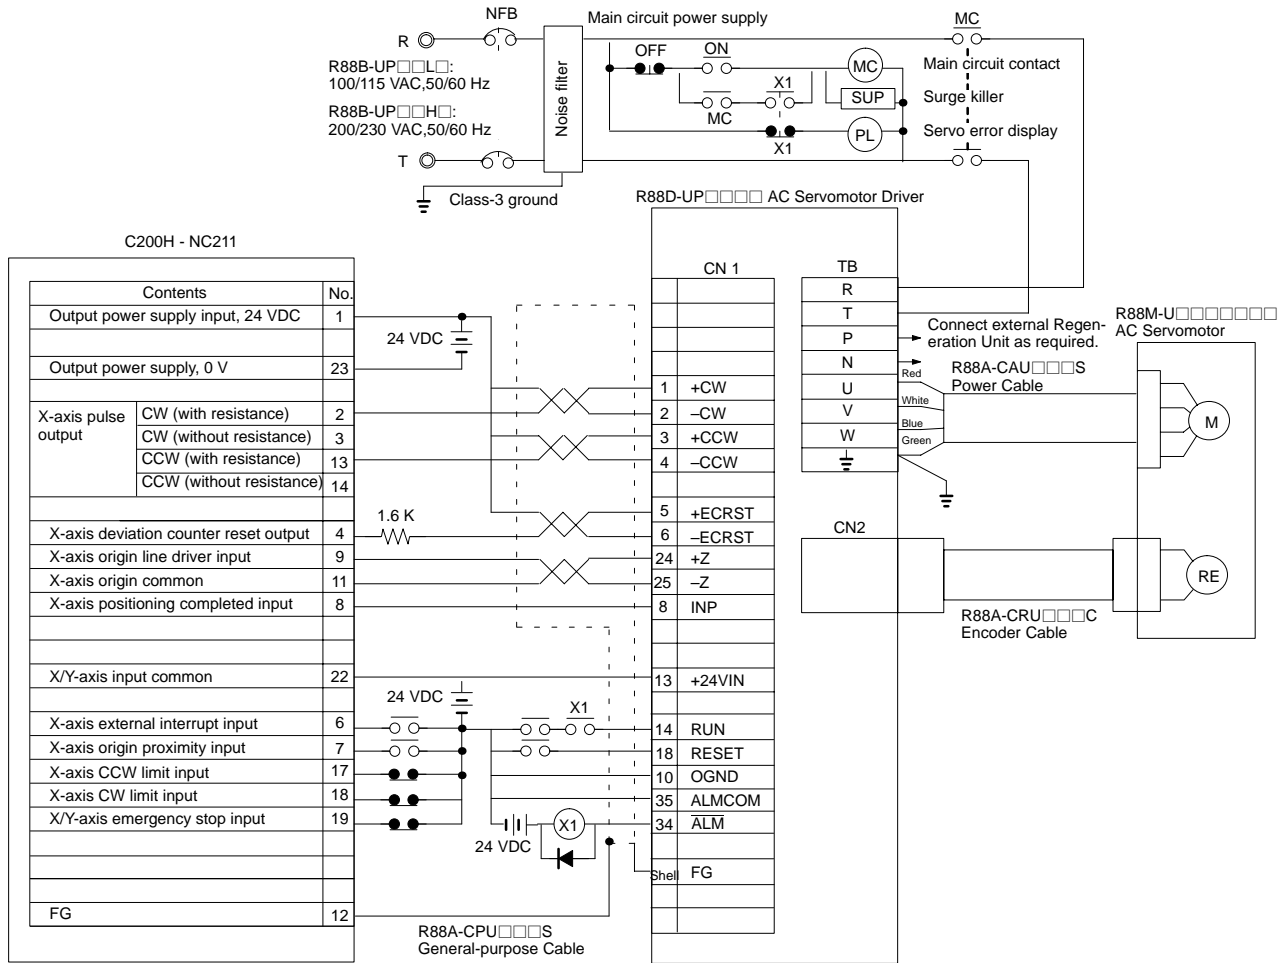 NFB
Main circuit power supply
MC
R
OFF
ON
R88B-UP□□L□:
100/115 VAC,50/60 Hz
R88B-UP□□H□:
200/230 VAC,50/60 Hz
Noise filter
MC
Main circuit contact
X1
SUP
Surge killer
MC
PL
Servo error display
X1
T
Class-3 ground
R88D-UP□□□□ AC Servomotor Driver
C200H - NC211
CN 1
TB
Contents
No.
R
Output power supply input, 24 VDC
1
T
24 VDC
P
Connect external Regen-
eration Unit as required.
R88M-U□□□□□□□
AC Servomotor
Output power supply, 0 V
23
N
R88A-CAU□□□S
Power Cable
1 +CW
U
Red
X-axis pulse
output
CW (with resistance)
2
2 –CW
V
White
CW (without resistance)
3
3 +CCW
W
Blue
M
CCW (with resistance)
13
4 –CCW
Green
CCW (without resistance)
14
1.6 K
5 +ECRST
X-axis deviation counter reset output
4
6 –ECRST
CN2
X-axis origin line driver input
9
24 +Z
X-axis origin common
11
25 –Z
RE
X-axis positioning completed input
8
8 INP
R88A-CRU□□□C
Encoder Cable
X/Y-axis input common
22
13 +24VIN
24 VDC
X1
X-axis external interrupt input
6
14 RUN
X-axis origin proximity input
7
18 RESET
X-axis CCW limit input
17
10 OGND
X-axis CW limit input
18
35 ALMCOM
X/Y-axis emergency stop input
19
X1
34 ALM
24 VDC
Shell FG
FG
12
R88A-CPU□□□S
General-purpose Cable